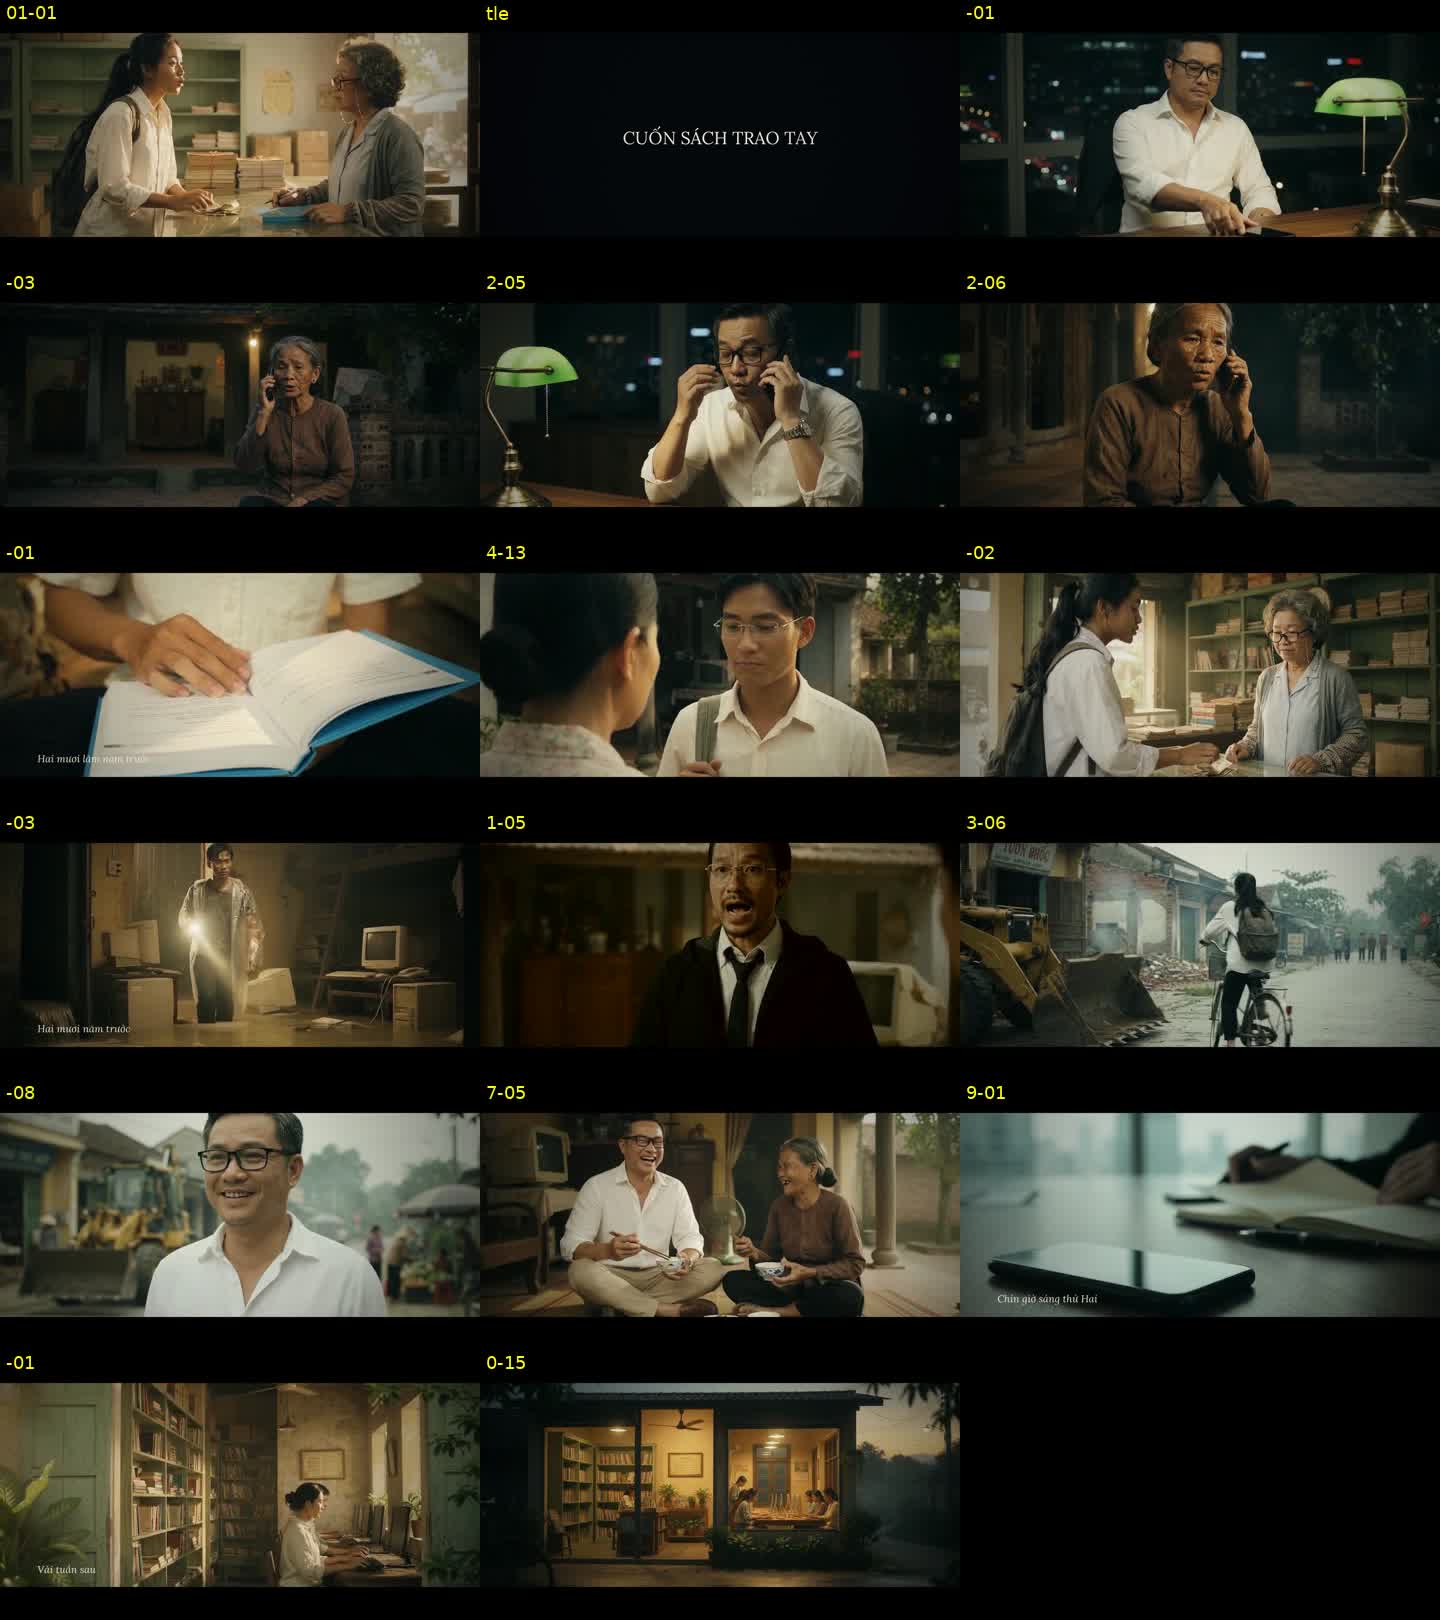 01-01
tle
-01
CUỐN SÁCH TRAO TAY
-03
2-05
2-06
-01
4-13
-02
Hai mươi lăm năm trước
-03
1-05
3-06
Hai mươi năm trước
-08
7-05
9-01
Chín giờ sáng thứ Hai
-01
0-15
Vài tuần sau